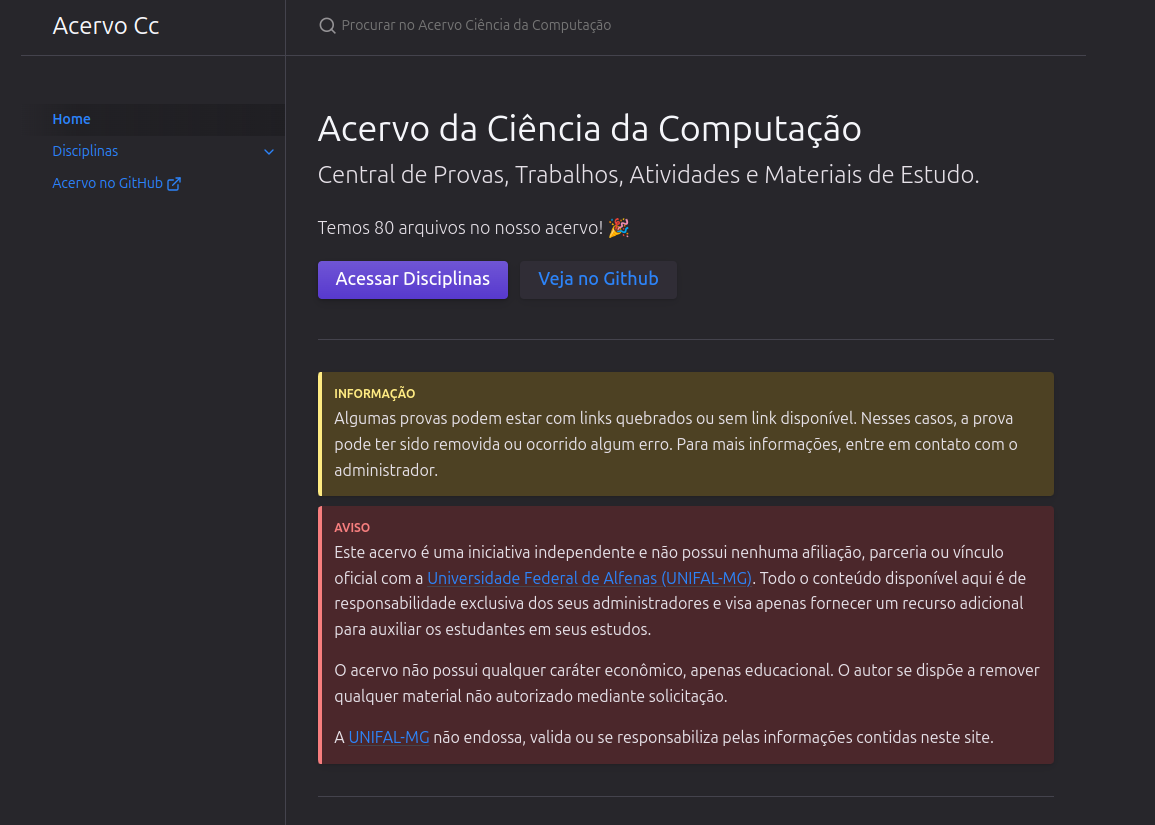 Acervo Cc
Procurar no Acervo Ciência da Computação
Home
Disciplinas
Acervo no GitHub
Acervo da Ciência da Computação
Central de Provas, Trabalhos, Atividades e Materiais de Estudo.
Temos 80 arquivos no nosso acervo! 🎉
Acessar Disciplinas
Veja no Github
INFORMAÇÃO
Algumas provas podem estar com links quebrados ou sem link disponível. Nesses casos, a prova
pode ter sido removida ou ocorrido algum erro. Para mais informações, entre em contato com o
administrador.
AVISO
Este acervo é uma iniciativa independente e não possui nenhuma afiliação, parceria ou vínculo
oficial com a Universidade Federal de Alfenas (UNIFAL-MG). Todo o conteúdo disponível aqui é de
responsabilidade exclusiva dos seus administradores e visa apenas fornecer um recurso adicional
para auxiliar os estudantes em seus estudos.
O acervo não possui qualquer caráter econômico, apenas educacional. O autor se dispõe a remover
qualquer material não autorizado mediante solicitação.
A UNIFAL-MG não endossa, valida ou se responsabiliza pelas informações contidas neste site.